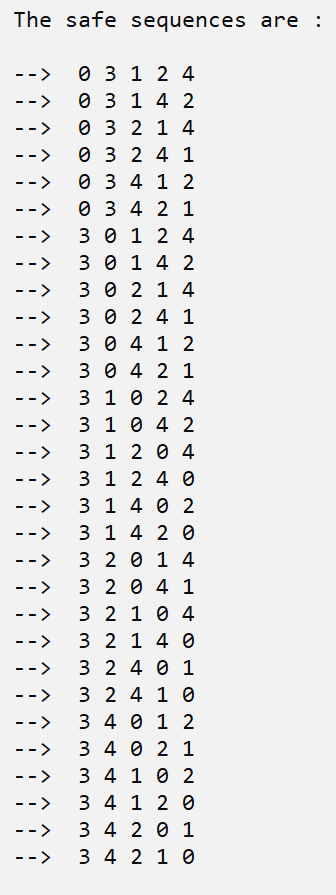 The safe sequences are :
--> 0 3 1 2 4
--> 0 3 1 4 2
--> 0 3 2 1 4
--> 0 3 2 4 1
--> 0 3 4 1 2
--> 0 3 4 2 1
--> 3 0 1 2 4
--> 3 0 1 4 2
--> 3 0 2 1 4
--> 3 0 2 4 1
--> 3 0 4 1 2
--> 3 0 4 2 1
--> 3 1 0 2 4
--> 3 1 0 4 2
--> 3 1 2 0 4
--> 3 1 2 4 0
--> 3 1 4 0 2
--> 3 1 4 2 0
--> 3 2 0 1 4
--> 3 2 0 4 1
--> 3 2 1 0 4
--> 3 2 1 4 0
--> 3 2 4 0 1
--> 3 2 4 1 0
--> 3 4 0 1 2
--> 3 4 0 2 1
--> 3 4 1 0 2
--> 3 4 1 2 0
--> 3 4 2 0 1
--> 3 4 2 1 0